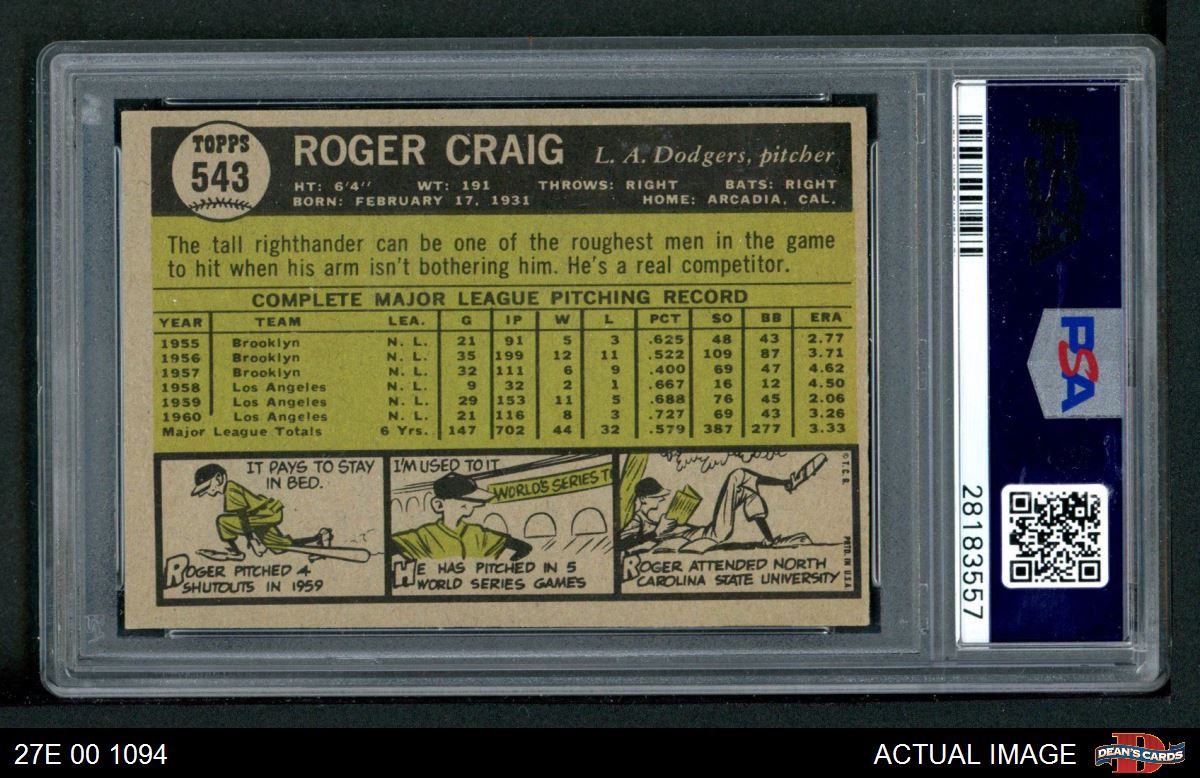 TOPPS
543
ROGER CRAIG L. A. Dodgers, pitcher
HT: 6'4" WT: 191 THROWS: RIGHT BATS: RIGHT
BORN: FEBRUARY 17, 1931 HOME: ARCADIA, CAL.
The tall righthander can be one of the roughest men in the game
to hit when his arm isn't bothering him. He's a real competitor.
COMPLETE MAJOR LEAGUE PITCHING RECORD
YEAR TEAM LEA. G IP W L PCT SO BB ERA
1955 Brooklyn N. L. 21 91 5 3 .625 48 43 2.77
1956 Brooklyn N. L. 35 199 12 11 .522 109 87 3.71
1957 Brooklyn N. L. 32 111 6 9 .400 69 47 4.62
1958 Los Angeles N. L. 9 32 2 1 .667 16 12 4.50
1959 Los Angeles N. L. 29 153 11 5 .688 76 45 2.06
1960 Los Angeles N. L. 21 116 8 3 .727 69 43 3.26
Major League Totals 6 Yrs. 147 702 44 32 .579 387 277 3.33
IT PAYS TO STAY
IN BED.
ROGER PITCHED 4
SHUTOUTS IN 1959
I'M USED TO IT
WORLD'S SERIES T
HE HAS PITCHED IN 5
WORLD SERIES GAMES
ROGER ATTENDED NORTH
CAROLINA STATE UNIVERSITY
© T.C.G. PRTD. IN U.S.A.
PSA
PSA
28183557
27E 00 1094
ACTUAL IMAGE
DEAN'S CARDS